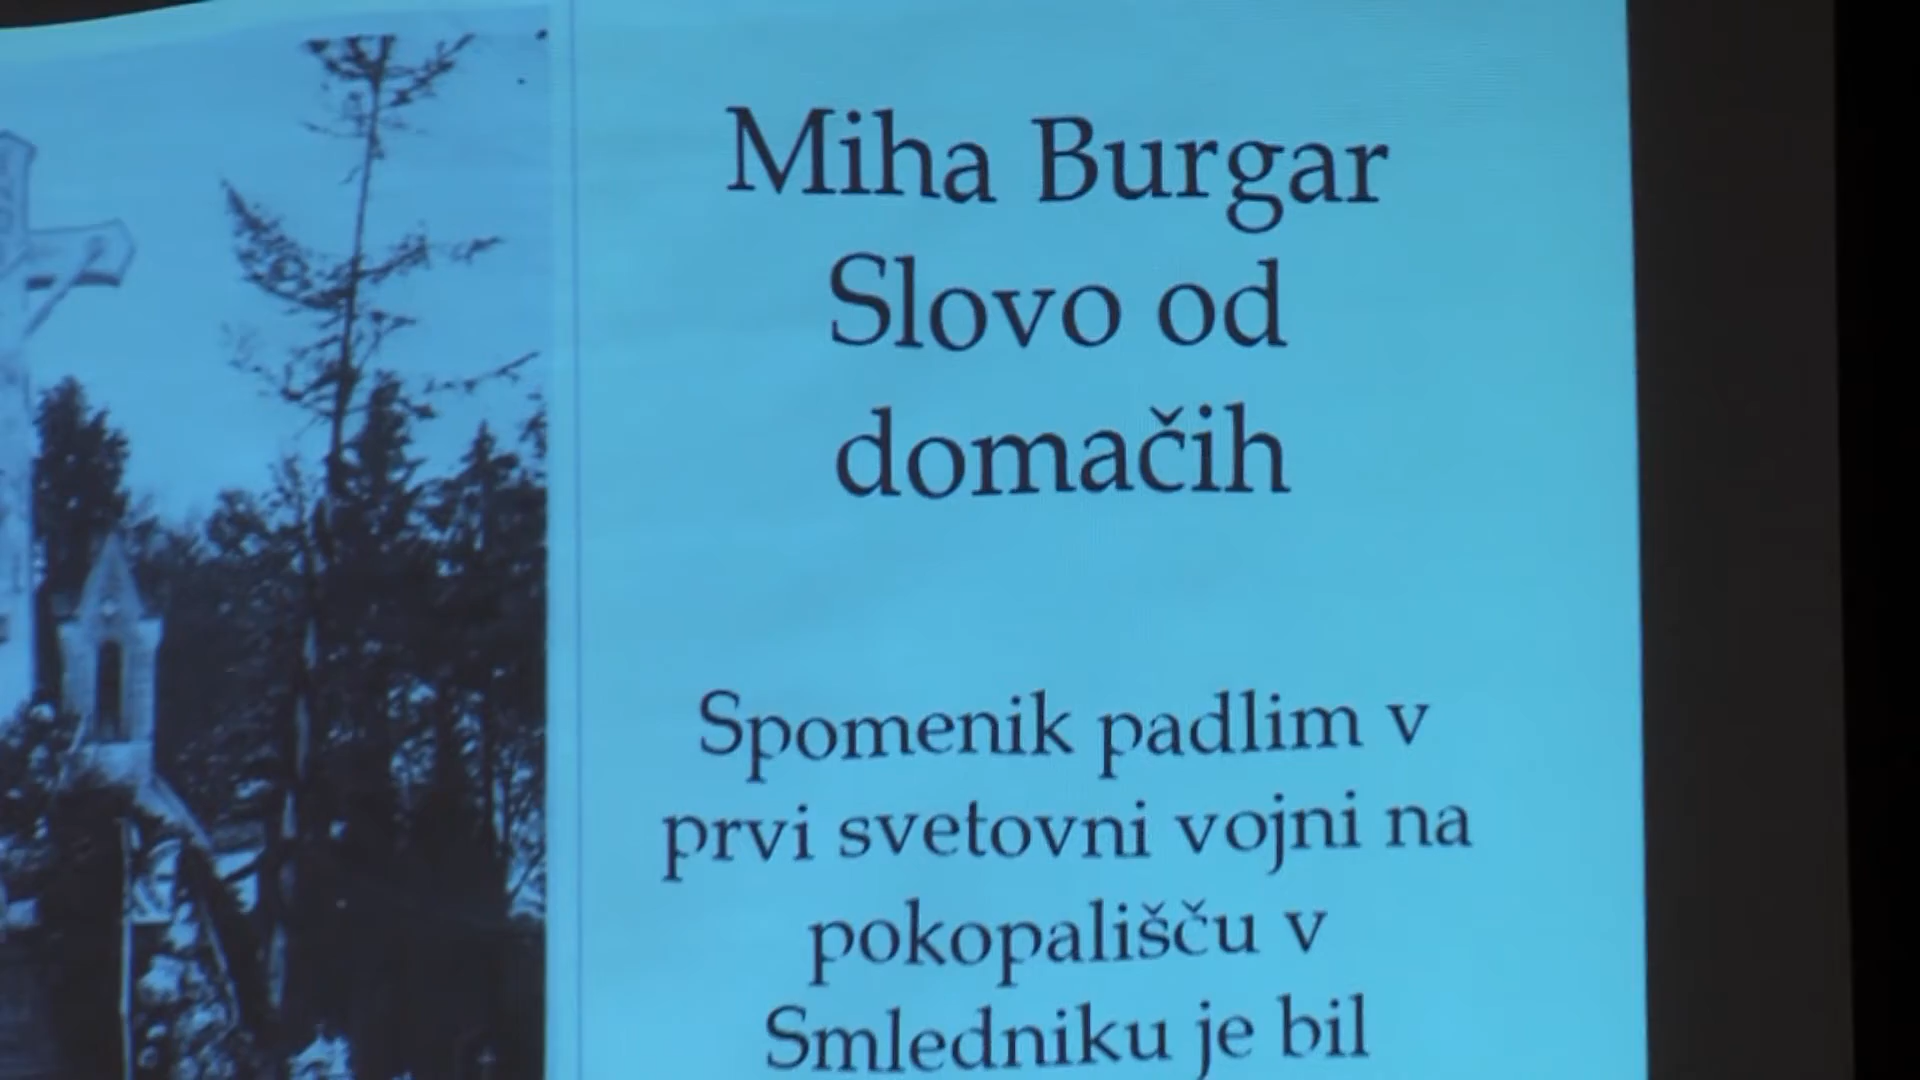 Miha Burgar
Slovo od
domačih
Spomenik padlim v
prvi svetovni vojni na
pokopališču v
Smledniku je bil